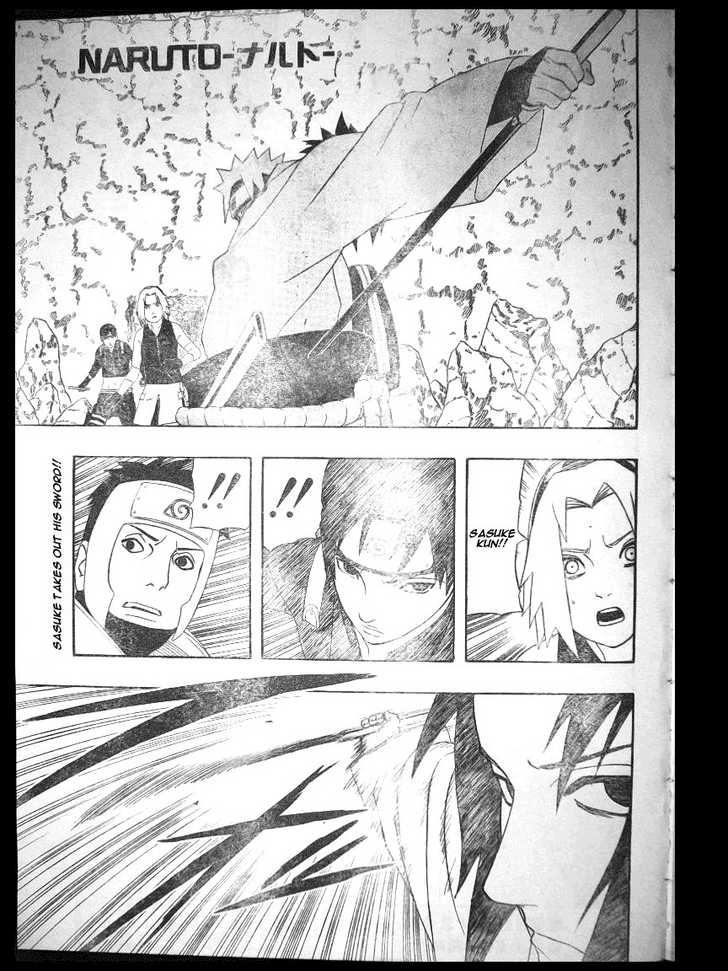 NARUTO-ナルト-
SASUKE
KUN!!
!!
!!
SASUKE TAKES OUT HIS SWORD!!